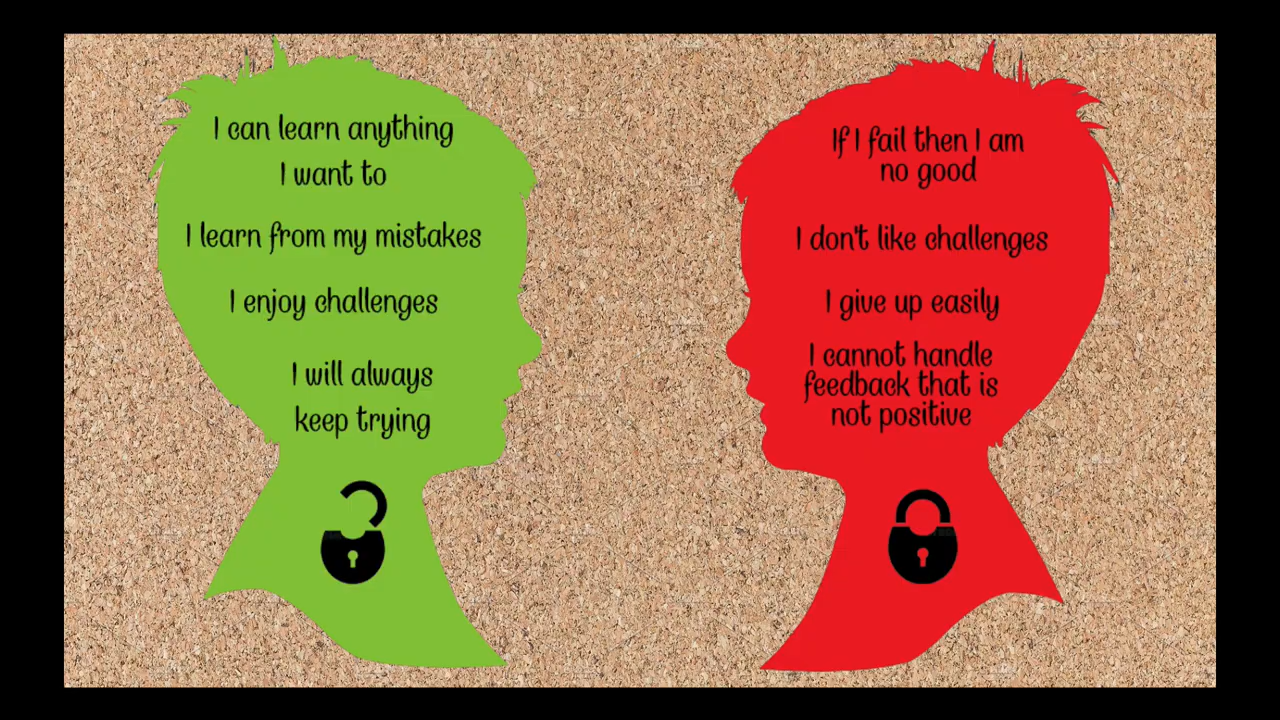 I can learn anything
I want to
I learn from my mistakes
I enjoy challenges
I will always
keep trying
If I fail then I am
no good
I don't like challenges
I give up easily
I cannot handle
feedback that is
not positive